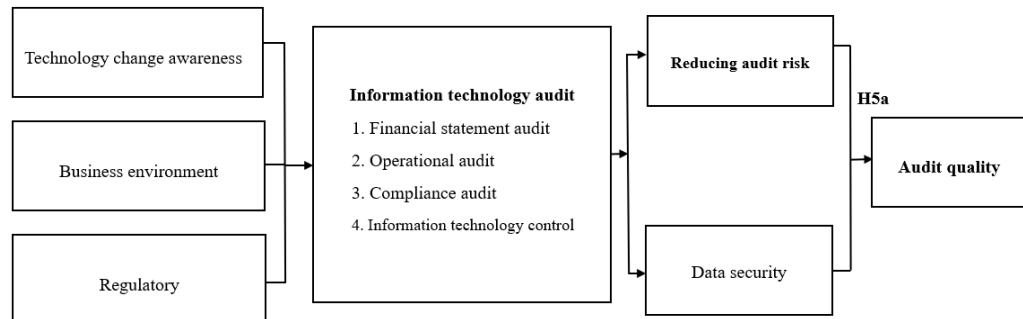 Technology change awareness
Business environment
Regulatory
Information technology audit
1. Financial statement audit
2. Operational audit
3. Compliance audit
4. Information technology control
Reducing audit risk
Data security
H5a
Audit quality